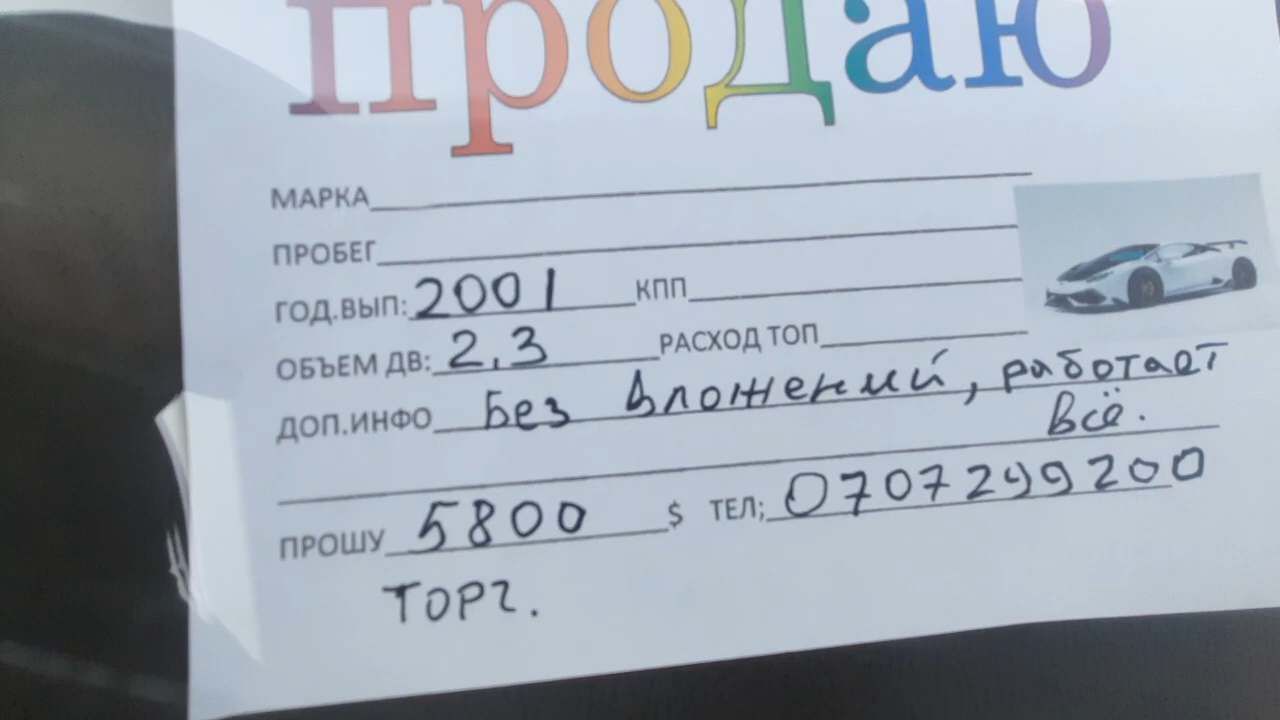 продаю
МАРКА
ПРОБЕГ
ГОД.ВЫП: 2001 КПП
ОБЪЕМ ДВ: 2,3 РАСХОД ТОП
ДОП.ИНФО Без вложений, работает
всё.
ПРОШУ 5800 $ ТЕЛ; 0707299200
торг.